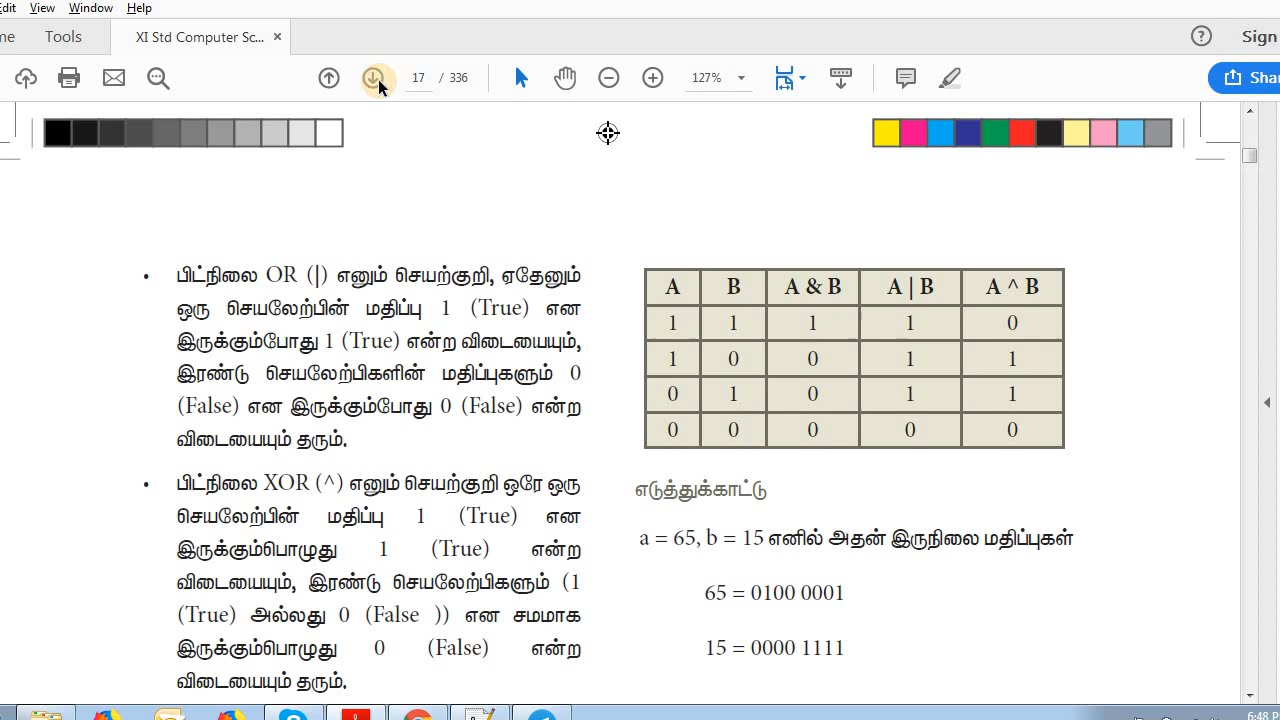 Edit View Window Help
me Tools XI Std Computer Sc... × ? Sign
17 / 336 127% Shar
• பிட்நிலை OR (|) எனும் செயற்குறி, ஏதேனும்
ஒரு செயலேற்பின் மதிப்பு 1 (True) என
இருக்கும்போது 1 (True) என்ற விடையையும்,
இரண்டு செயலேற்பிகளின் மதிப்புகளும் 0
(False) என இருக்கும்போது 0 (False) என்ற
விடையையும் தரும்.
• பிட்நிலை XOR (^) எனும் செயற்குறி ஒரே ஒரு
செயலேற்பின் மதிப்பு 1 (True) என
இருக்கும்பொழுது 1 (True) என்ற
விடையையும், இரண்டு செயலேற்பிகளும் (1
(True) அல்லது 0 (False )) என சமமாக
இருக்கும்பொழுது 0 (False) என்ற
விடையையும் தரும்.
A B A & B A | B A ^ B
1 1 1 1 0
1 0 0 1 1
0 1 0 1 1
0 0 0 0 0
எடுத்துக்காட்டு
a = 65, b = 15 எனில் அதன் இருநிலை மதிப்புகள்
65 = 0100 0001
15 = 0000 1111
6:48 P